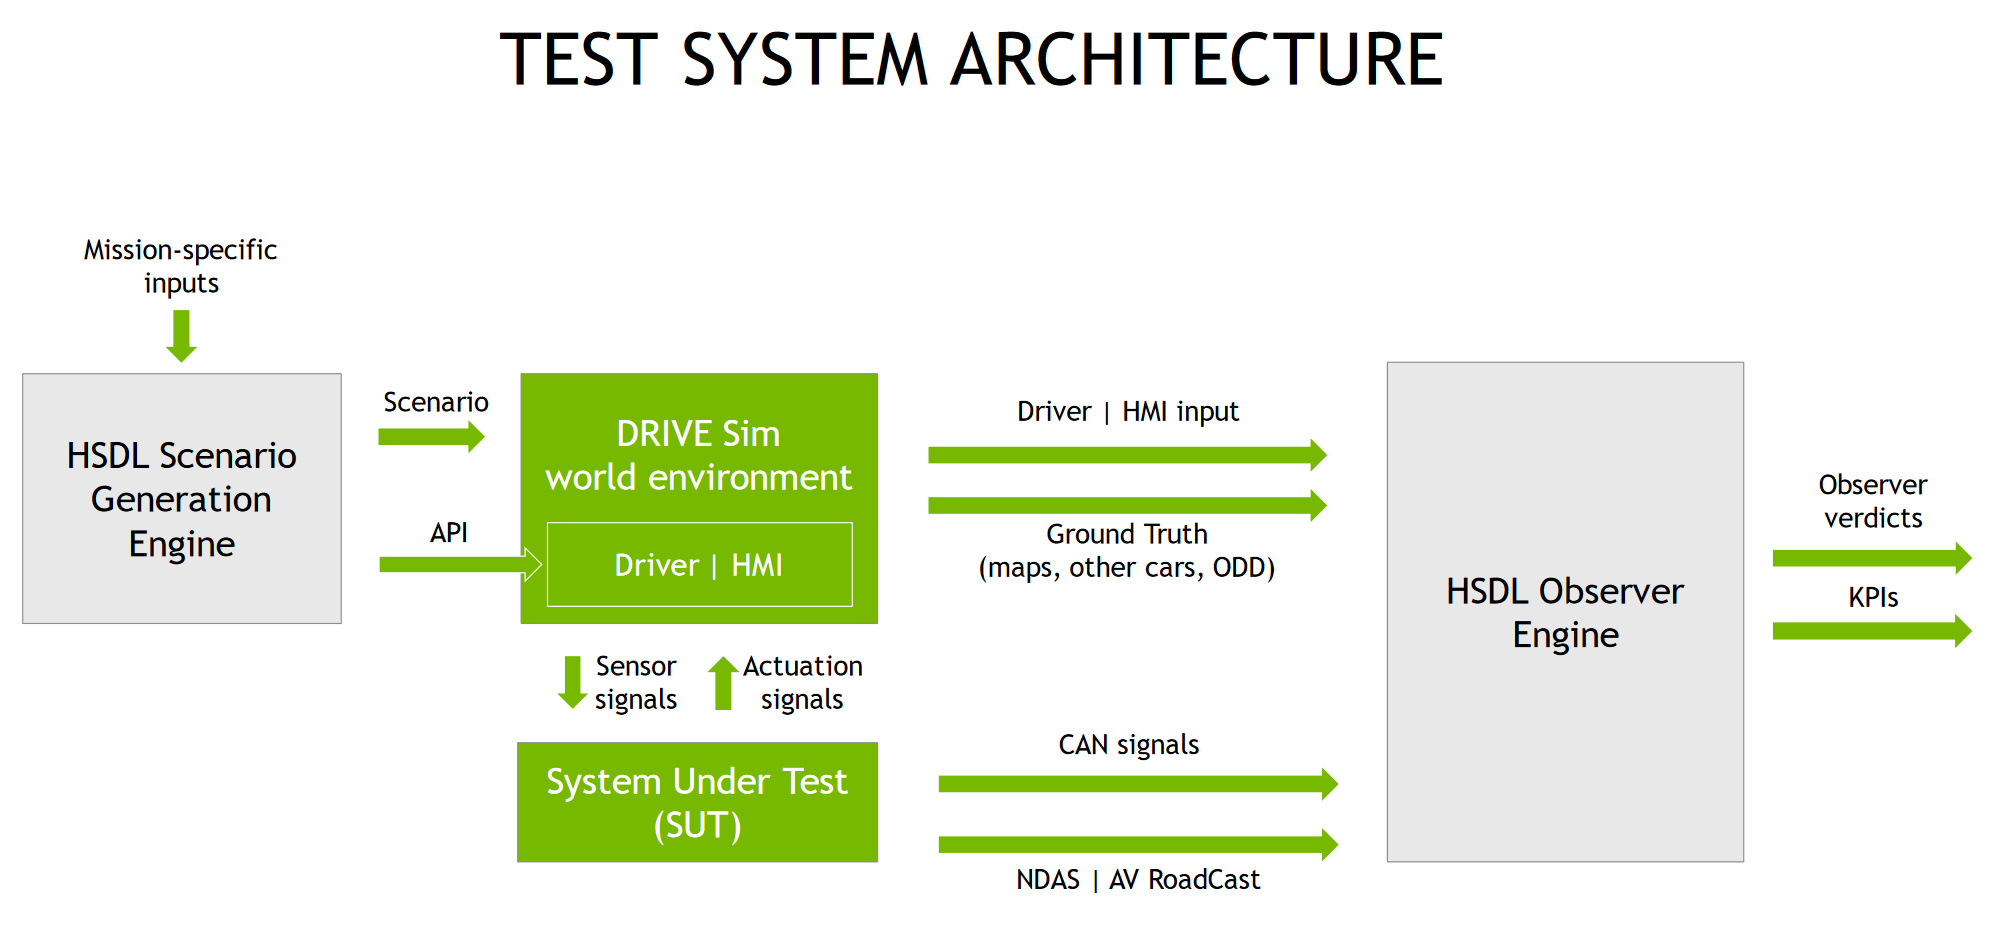 TEST SYSTEM ARCHITECTURE
Mission-specific
inputs
HSDL Scenario
Generation
Engine
Scenario
API
DRIVE Sim
world environment
Driver | HMI
Sensor
signals
Actuation
signals
System Under Test
(SUT)
Driver | HMI input
Ground Truth
(maps, other cars, ODD)
CAN signals
NDAS | AV RoadCast
HSDL Observer
Engine
Observer
verdicts
KPIs